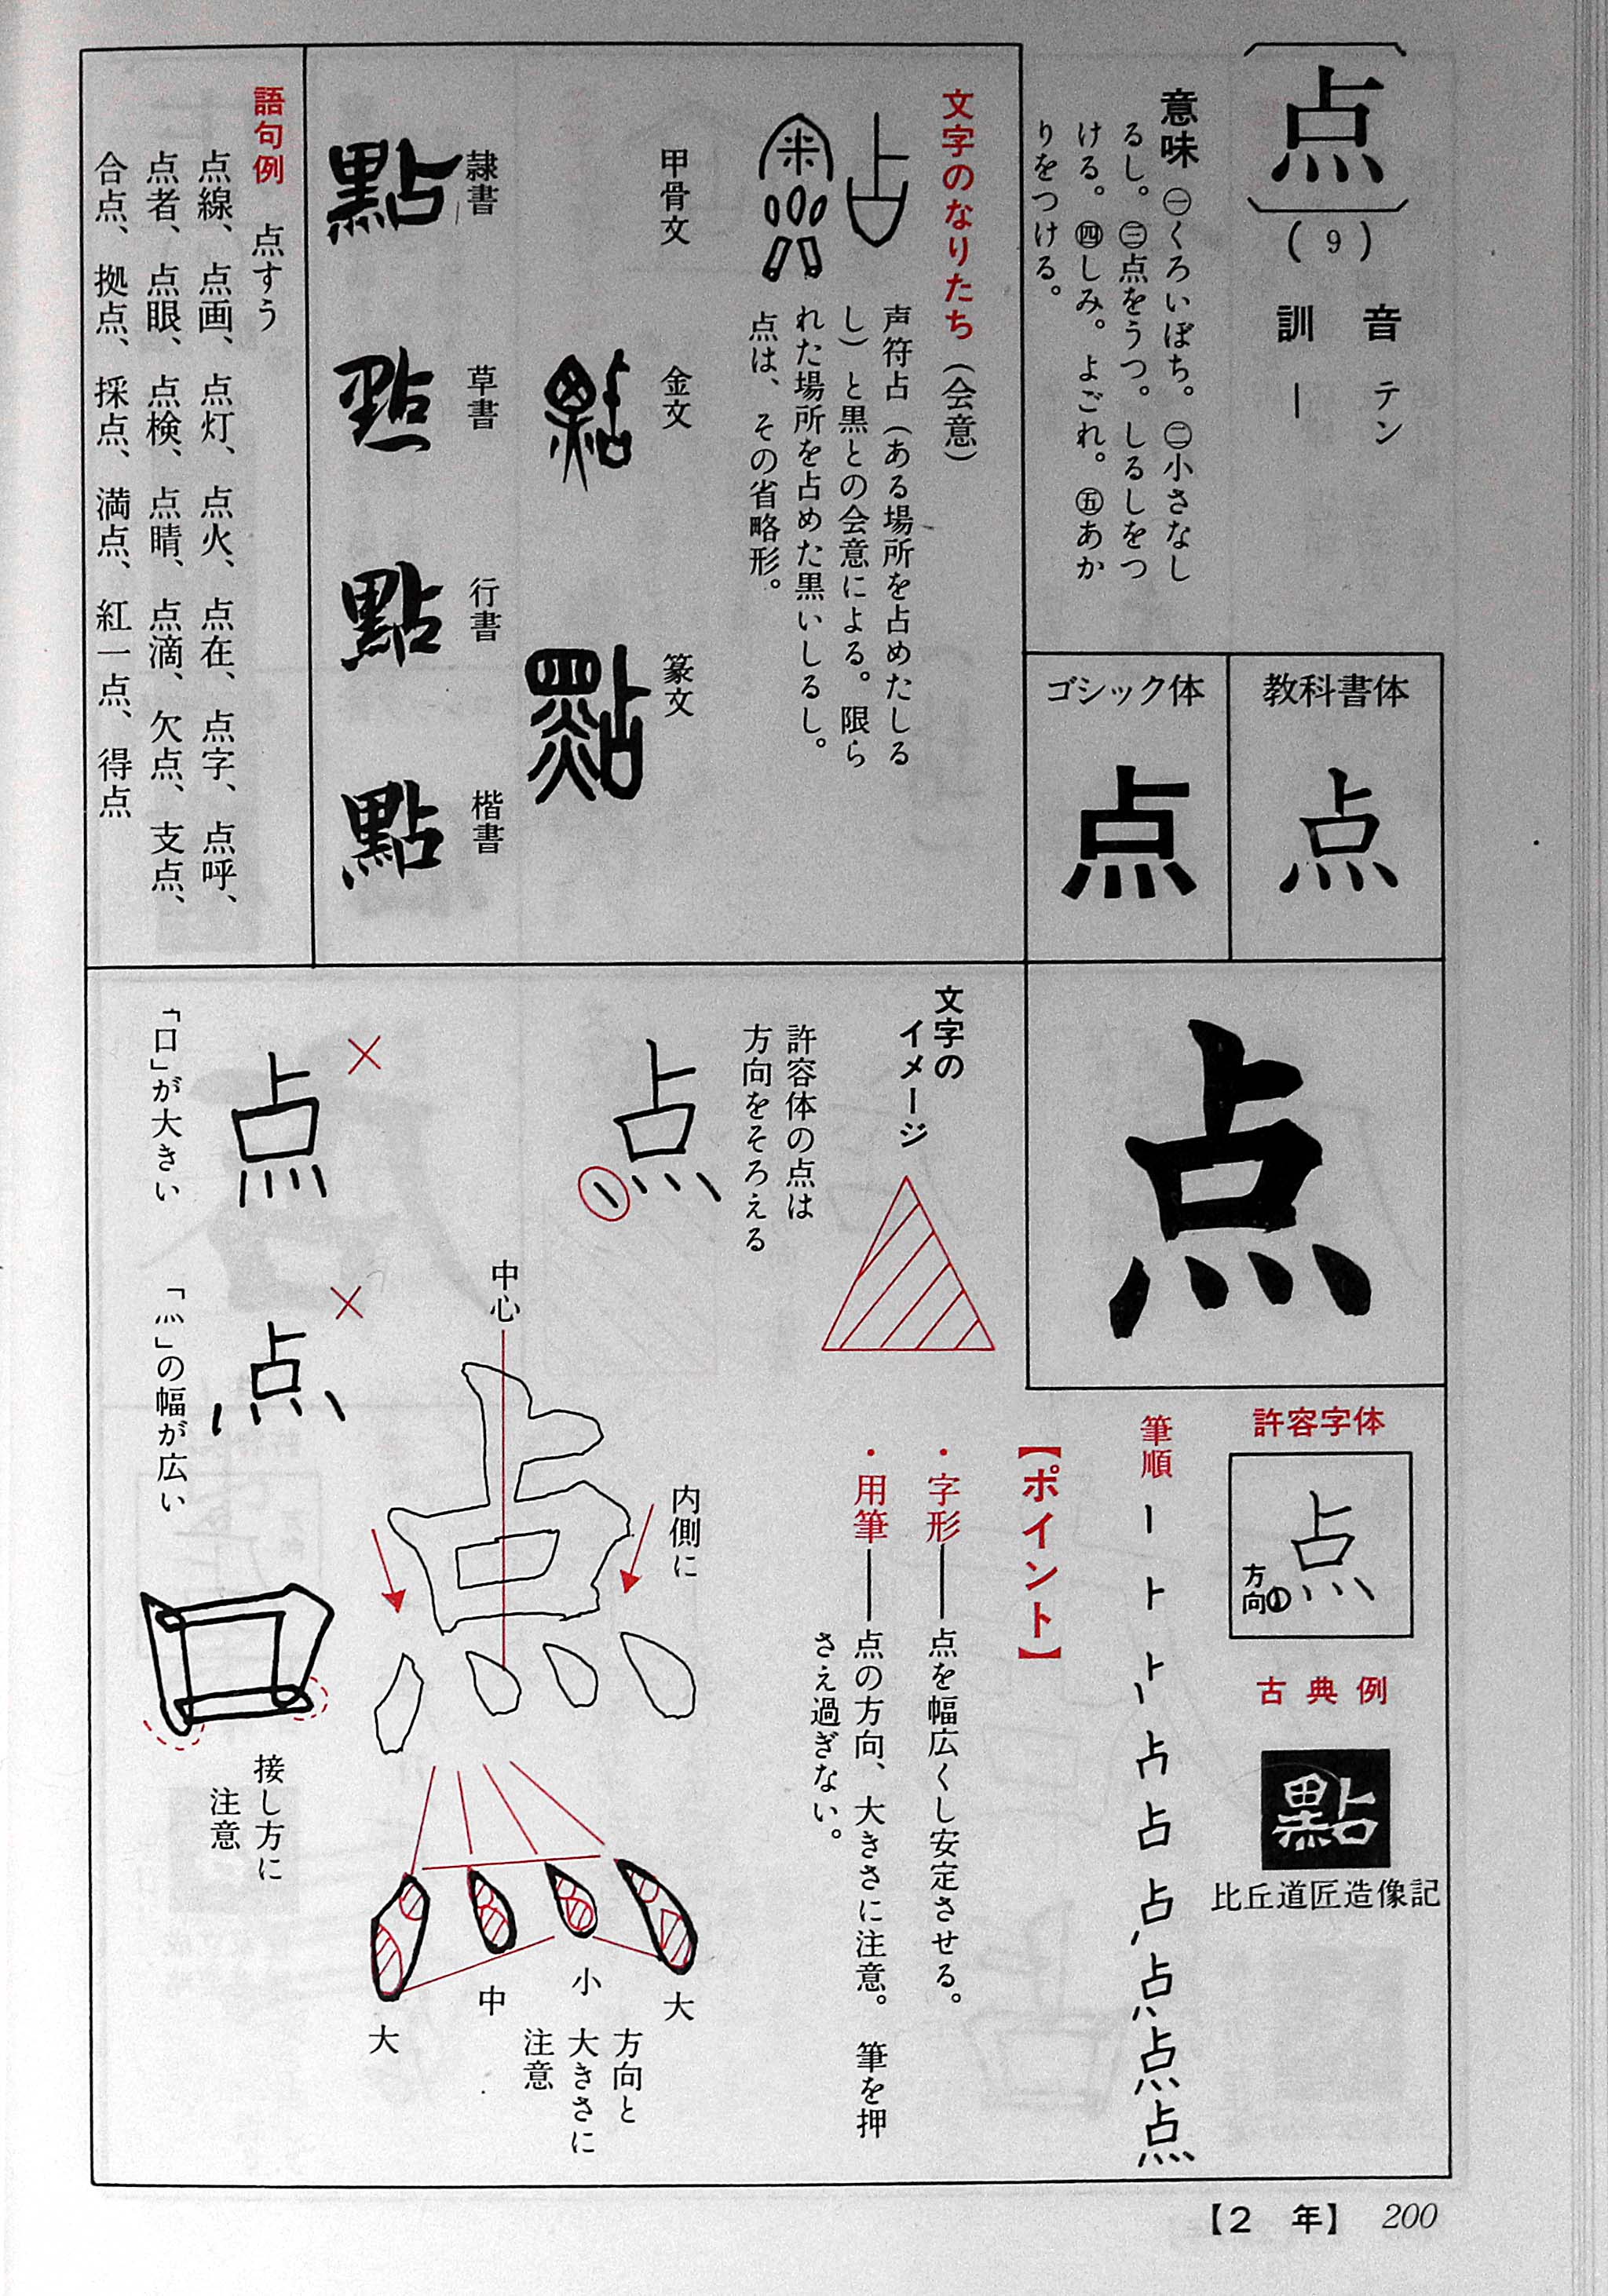 点
(9)
音 テン
訓 ―
意味 ㊀くろいぼち。㊁小さなし
るし。㊂点をうつ。しるしをつ
ける。㊃しみ。よごれ。㊄あか
りをつける。
教科書体
点
ゴシック体
点
文字のなりたち（会意）
占
声符占（ある場所を占めたしる
し）と黒との会意による。限ら
れた場所を占めた黒いしるし。
点は、その省略形。
甲骨文
金文
篆文
隷書
點
草書
點
行書
點
楷書
點
語句例 点すう
点線、点画、点灯、点火、点在、点字、点呼、
点者、点眼、点検、点晴、点滴、欠点、支点、
合点、拠点、採点、満点、紅一点、得点
点
許容字体
点
方向
古典例
點
比丘道匠造像記
筆順
占
占
点
点
【ポイント】
・字形――点を幅広くし安定させる。
・用筆――点の方向、大きさに注意。筆を押
さえ過ぎない。
文字の
イメージ
許容体の点は
方向をそろえる
点
点
「口」が大きい
点
「灬」の幅が広い
中心
内側に
接し方に
注意
大
小
中
大
方向と
大きさに
注意
【2 年】 200